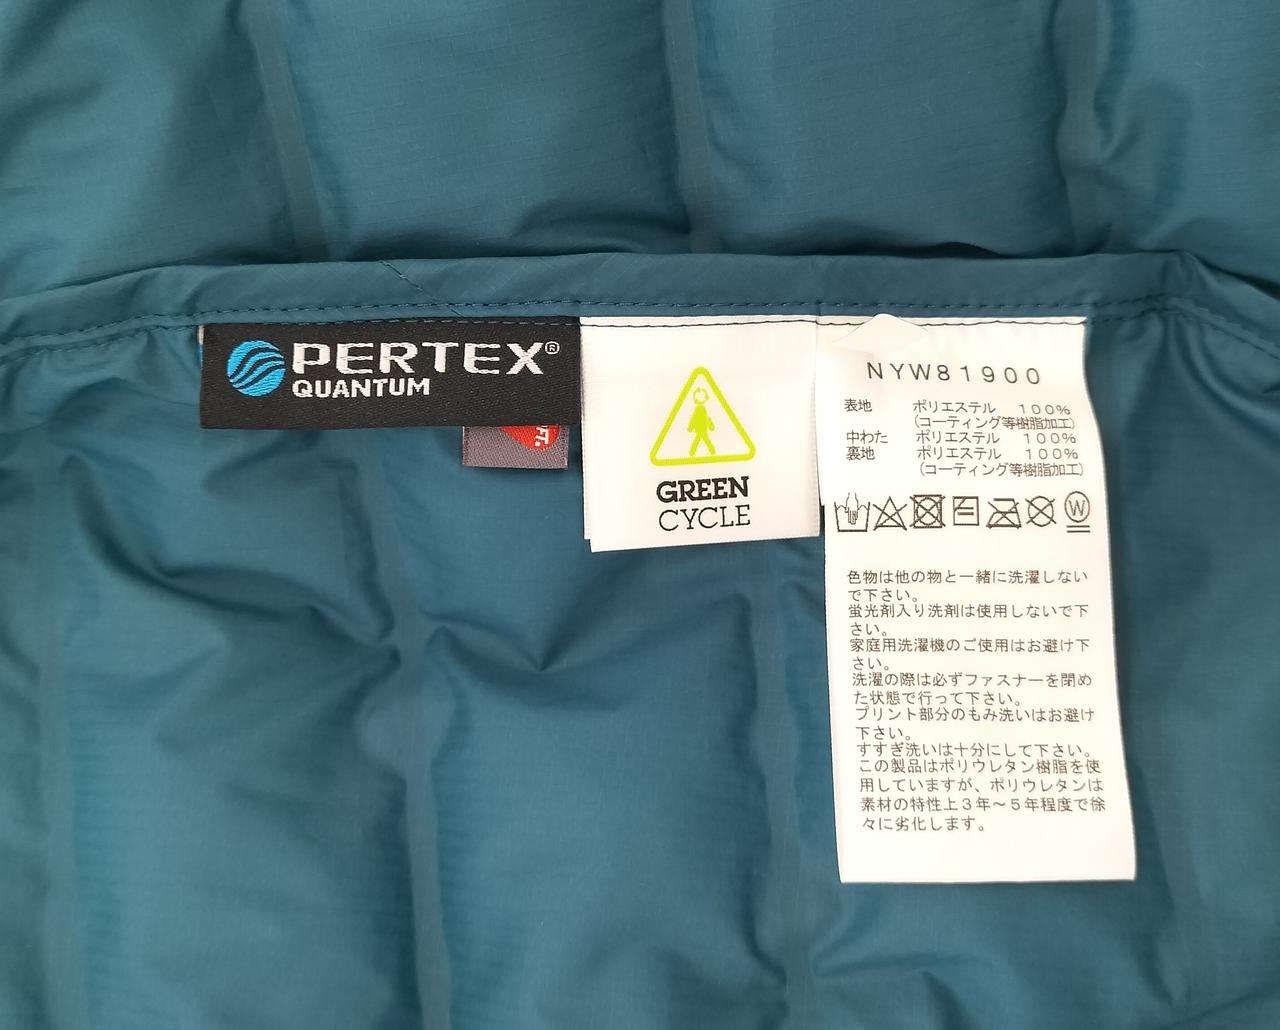 PERTEX®
QUANTUM
FT.
GREEN
CYCLE
NYW81900
表地 ポリエステル 100%
(コーティング等樹脂加工)
中わた ポリエステル 100%
裏地 ポリエステル 100%
(コーティング等樹脂加工)
W
色物は他の物と一緒に洗濯しない
で下さい。
蛍光剤入り洗剤は使用しないで下
さい。
家庭用洗濯機のご使用はお避け下
さい。
洗濯の際は必ずファスナーを閉め
た状態で行って下さい。
プリント部分のもみ洗いはお避け
下さい。
すすぎ洗いは十分にして下さい。
この製品はポリウレタン樹脂を使
用していますが、ポリウレタンは
素材の特性上3年～5年程度で徐
々に劣化します。